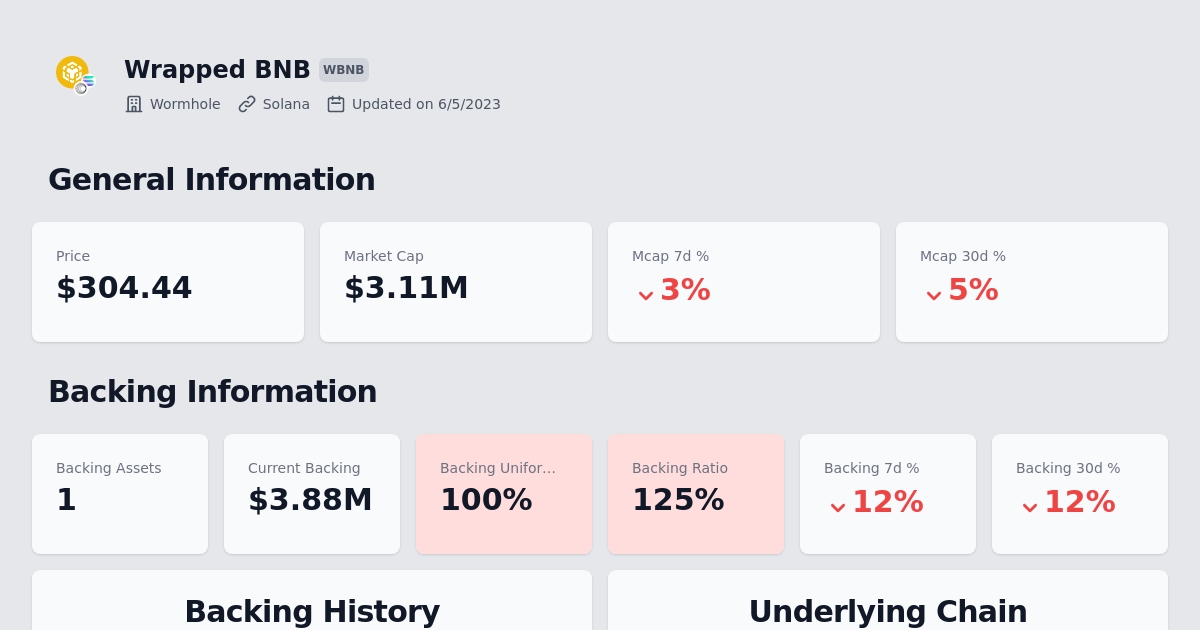 Wrapped BNB WBNB
Wormhole Solana Updated on 6/5/2023
General Information
Price
$304.44
Market Cap
$3.11M
Mcap 7d %
3%
Mcap 30d %
5%
Backing Information
Backing Assets
1
Current Backing
$3.88M
Backing Unifor...
100%
Backing Ratio
125%
Backing 7d %
12%
Backing 30d %
12%
Backing History
Underlying Chain